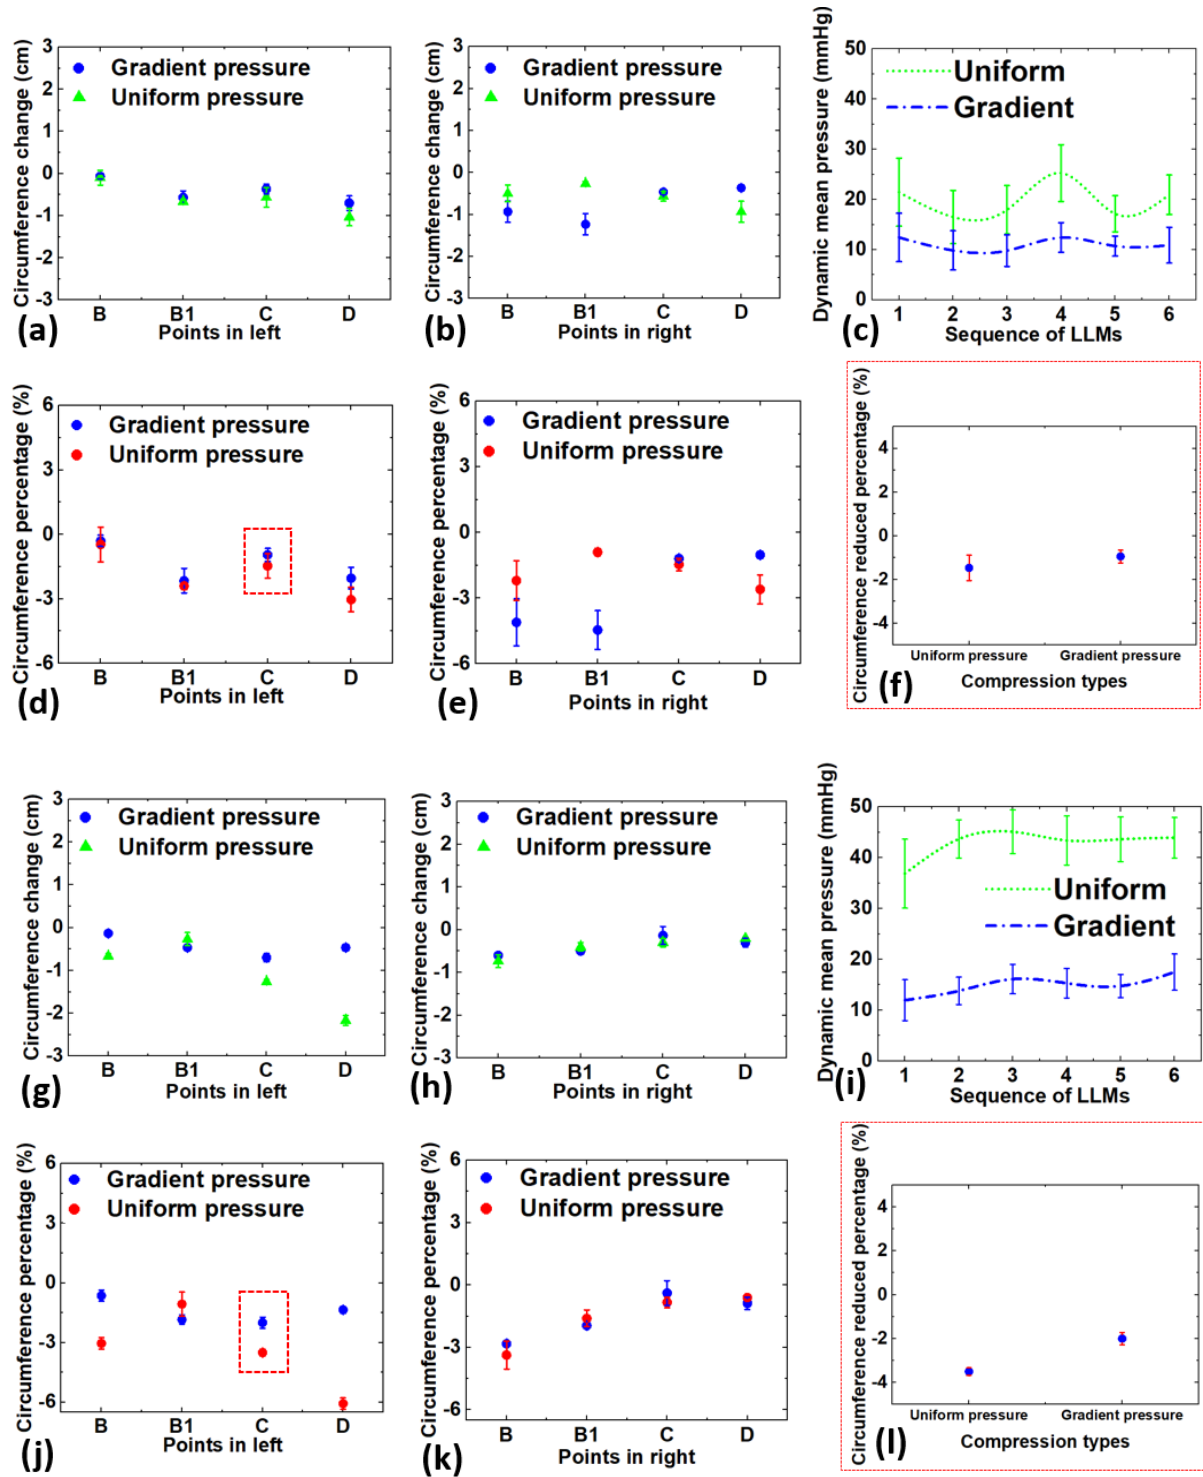 Circumference change (cm)
3
2
1
0
-1
-2
-3
Gradient pressure
Uniform pressure
B B1 C D
Points in left
(a)
Circumference change (cm)
3
2
1
0
-1
-2
-3
Gradient pressure
Uniform pressure
B B1 C D
Points in right
(b)
Dynamic mean pressure (mmHg)
50
40
30
20
10
0
Uniform
Gradient
1 2 3 4 5 6
Sequence of LLMs
(c)
Circumference percentage (%)
6
3
0
-3
-6
Gradient pressure
Uniform pressure
B B1 C D
Points in left
(d)
Circumference percentage (%)
6
3
0
-3
-6
Gradient pressure
Uniform pressure
B B1 C D
Points in right
(e)
Circumference reduced percentage (%)
4
2
0
-2
-4
Uniform pressure Gradient pressure
Compression types
(f)
Circumference change (cm)
3
2
1
0
-1
-2
-3
Gradient pressure
Uniform pressure
B B1 C D
Points in left
(g)
Circumference change (cm)
3
2
1
0
-1
-2
-3
Gradient pressure
Uniform pressure
B B1 C D
Points in right
(h)
Dynamic mean pressure (mmHg)
50
40
30
20
10
0
Uniform
Gradient
1 2 3 4 5 6
Sequence of LLMs
(i)
Circumference percentage (%)
6
3
0
-3
-6
Gradient pressure
Uniform pressure
B B1 C D
Points in left
(j)
Circumference percentage (%)
6
3
0
-3
-6
Gradient pressure
Uniform pressure
B B1 C D
Points in right
(k)
Circumference reduced percentage (%)
4
2
0
-2
-4
Uniform pressure Gradient pressure
Compression types
(l)